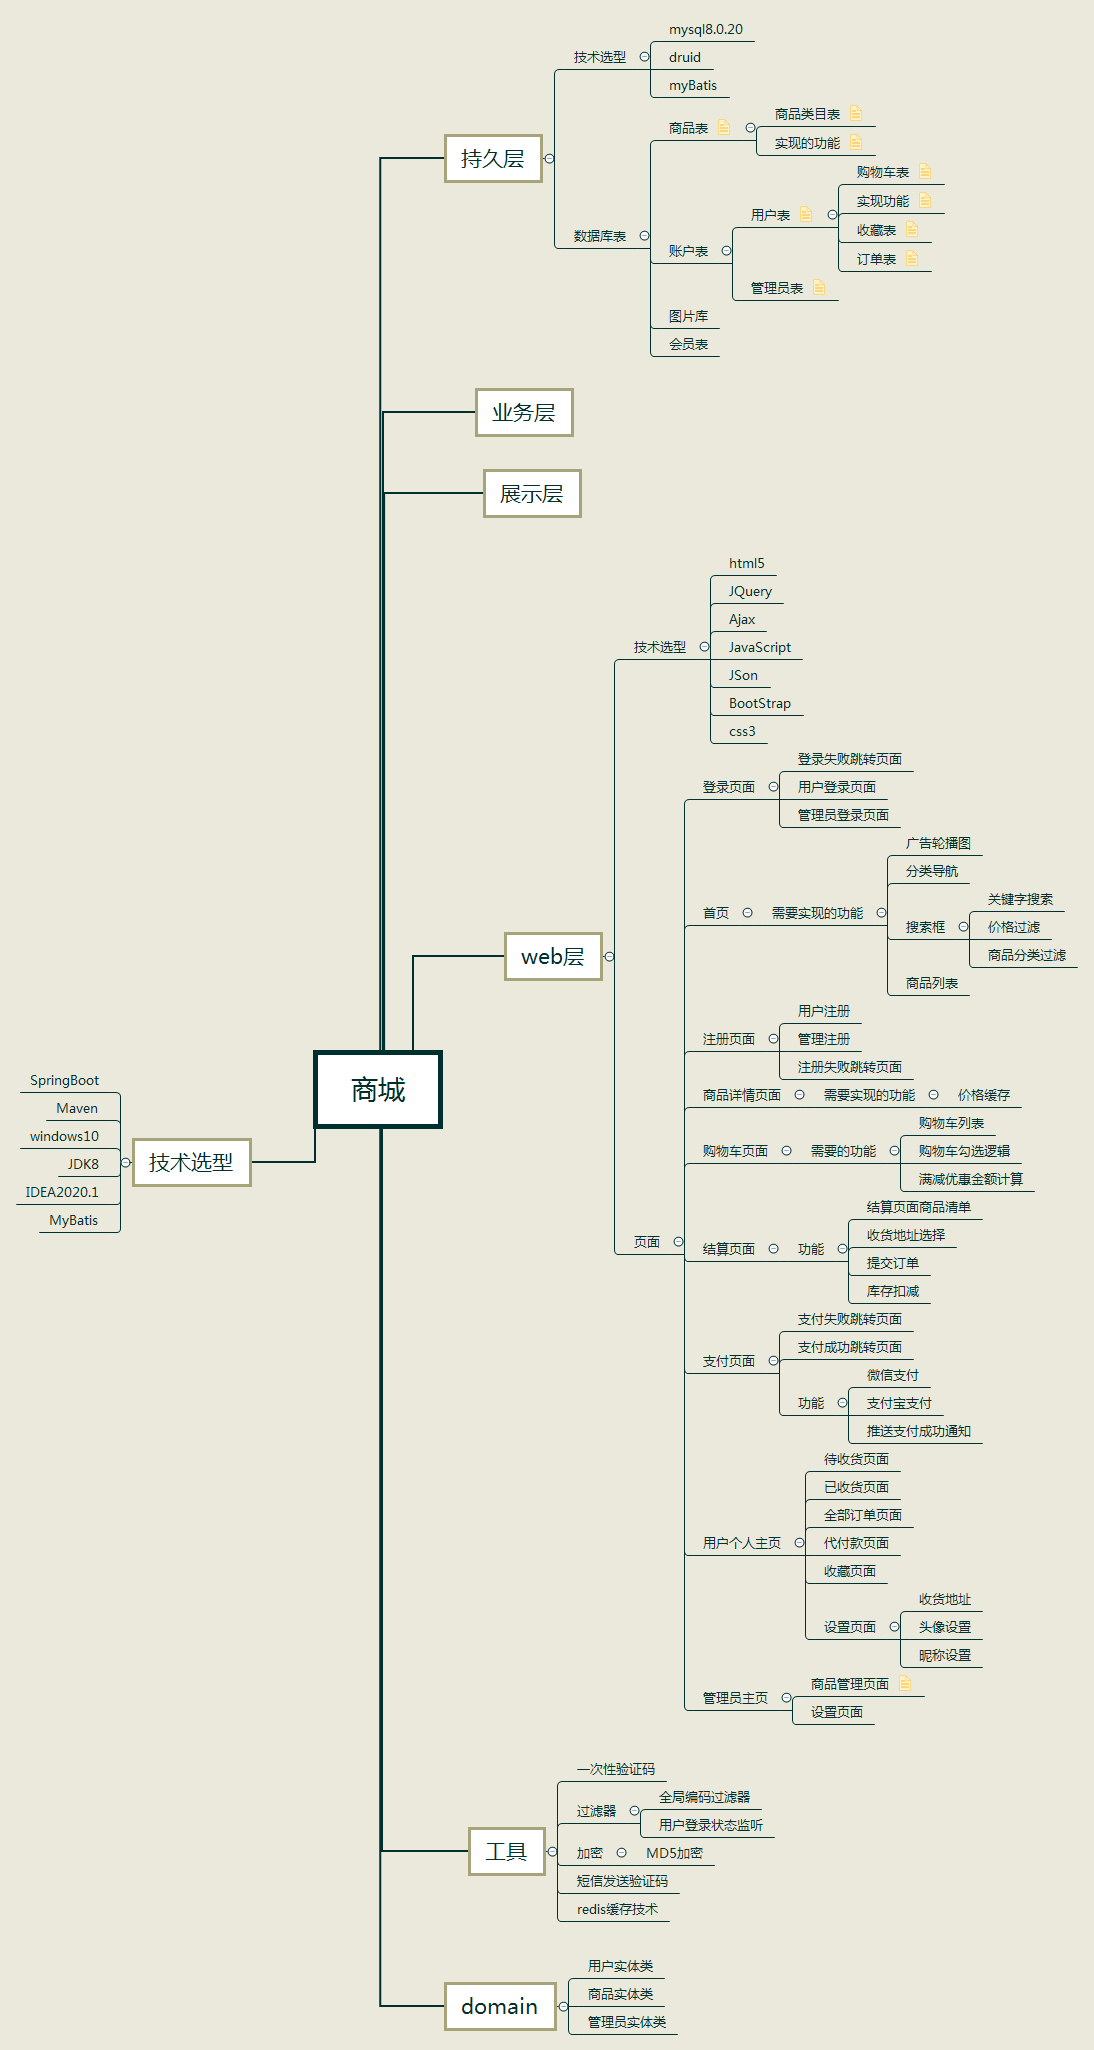 mysql8.0.20
技术选型
druid
myBatis
持久层
商品表
商品类目表
实现的功能
数据库表
账户表
用户表
购物车表
实现功能
收藏表
订单表
管理员表
图片库
会员表
业务层
展示层
html5
JQuery
Ajax
技术选型
JavaScript
JSon
BootStrap
css3
web层
登录页面
登录失败跳转页面
用户登录页面
管理员登录页面
首页
需要实现的功能
广告轮播图
分类导航
搜索框
关键字搜索
价格过滤
商品分类过滤
商品列表
注册页面
用户注册
管理注册
注册失败跳转页面
商品详情页面
需要实现的功能
价格缓存
购物车页面
需要的功能
购物车列表
购物车勾选逻辑
满减优惠金额计算
页面
结算页面
功能
结算页面商品清单
收货地址选择
提交订单
库存扣减
支付页面
支付失败跳转页面
支付成功跳转页面
功能
微信支付
支付宝支付
推送支付成功通知
用户个人主页
待收货页面
已收货页面
全部订单页面
代付款页面
收藏页面
设置页面
收货地址
头像设置
昵称设置
管理员主页
商品管理页面
设置页面
商城
SpringBoot
Maven
windows10
技术选型
JDK8
IDEA2020.1
MyBatis
工具
一次性验证码
过滤器
全局编码过滤器
用户登录状态监听
加密
MD5加密
短信发送验证码
redis缓存技术
domain
用户实体类
商品实体类
管理员实体类